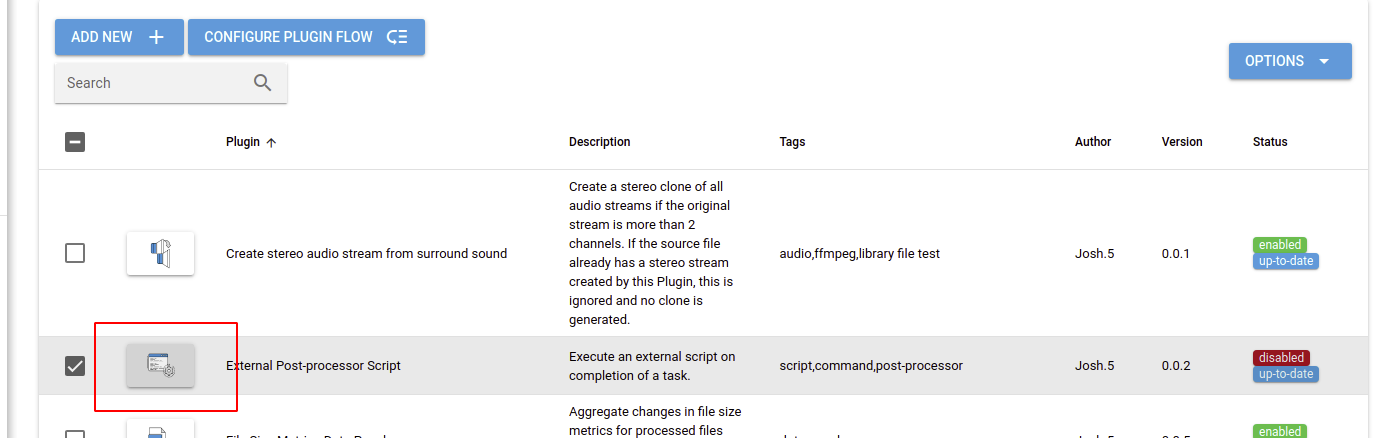 ADD NEW
CONFIGURE PLUGIN FLOW
OPTIONS
Search
Plugin
Description
Tags
Author
Version
Status
Create stereo audio stream from surround sound
Create a stereo clone of all
audio streams if the original
stream is more than 2
channels. If the source file
already has a stereo stream
created by this Plugin, this is
ignored and no clone is
generated.
audio,ffmpeg,library file test
Josh.5
0.0.1
enabled
up-to-date
External Post-processor Script
Execute an external script on
completion of a task.
script,command,post-processor
Josh.5
0.0.2
disabled
up-to-date
Aggregate changes in file size
metrics for processed files
enabled